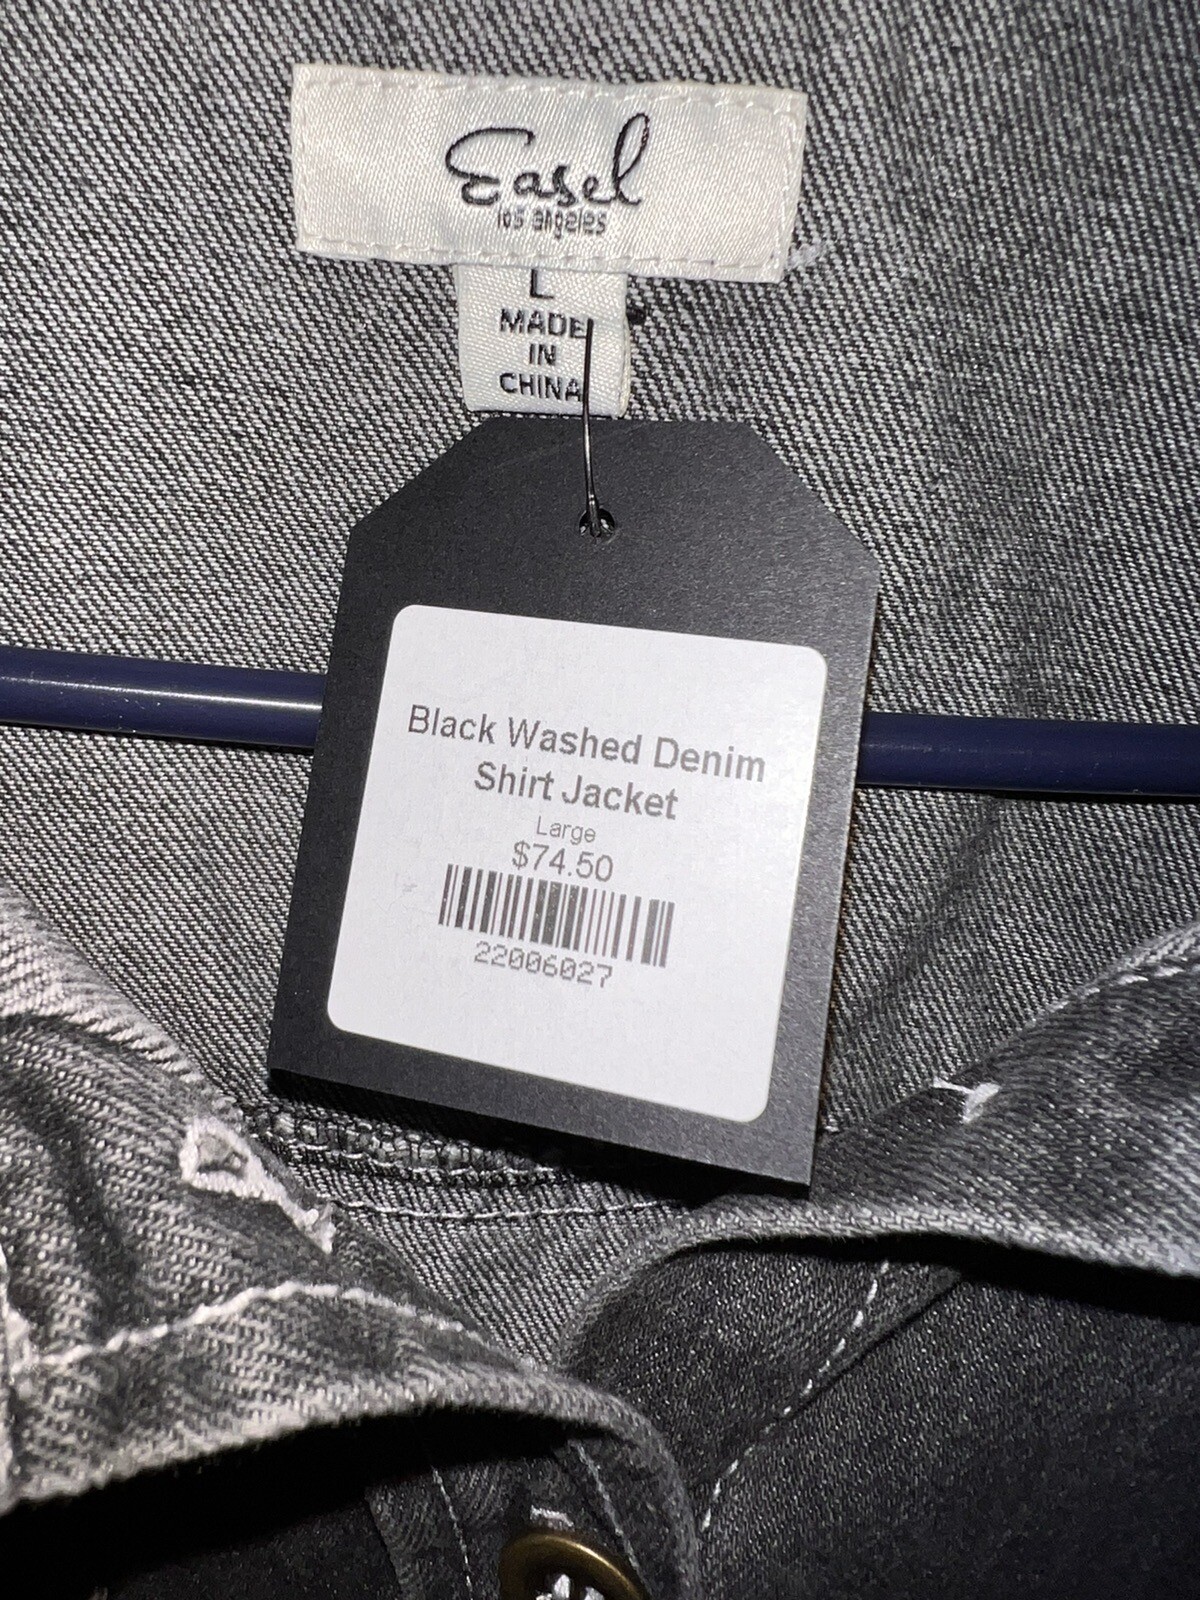 Easel
los angeles
L
MADE
IN
CHINA
Black Washed Denim
Shirt Jacket
Large
$74.50
22006027